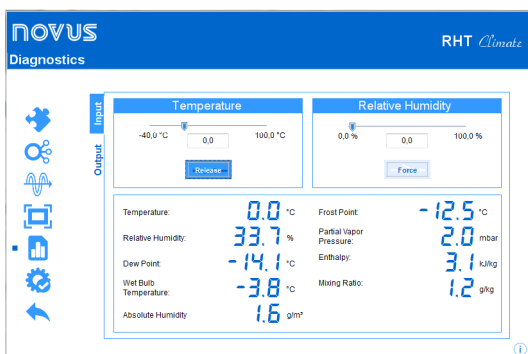 novus
RHT Climate
Diagnostics
Input
Output
Temperature
-40,0 °C
0,0
100,0 °C
Release
Relative Humidity
0,0 %
0,0
100,0 %
Force
Temperature: 0.0 °C
Relative Humidity: 33.7 %
Dew Point: -14.1 °C
Wet Bulb
Temperature: -3.8 °C
Absolute Humidity 1.6 g/m³
Frost Point: -12.5 °C
Partial Vapor
Pressure: 2.0 mbar
Enthalpy: 3.1 kJ/kg
Mixing Ratio: 1.2 g/kg
i